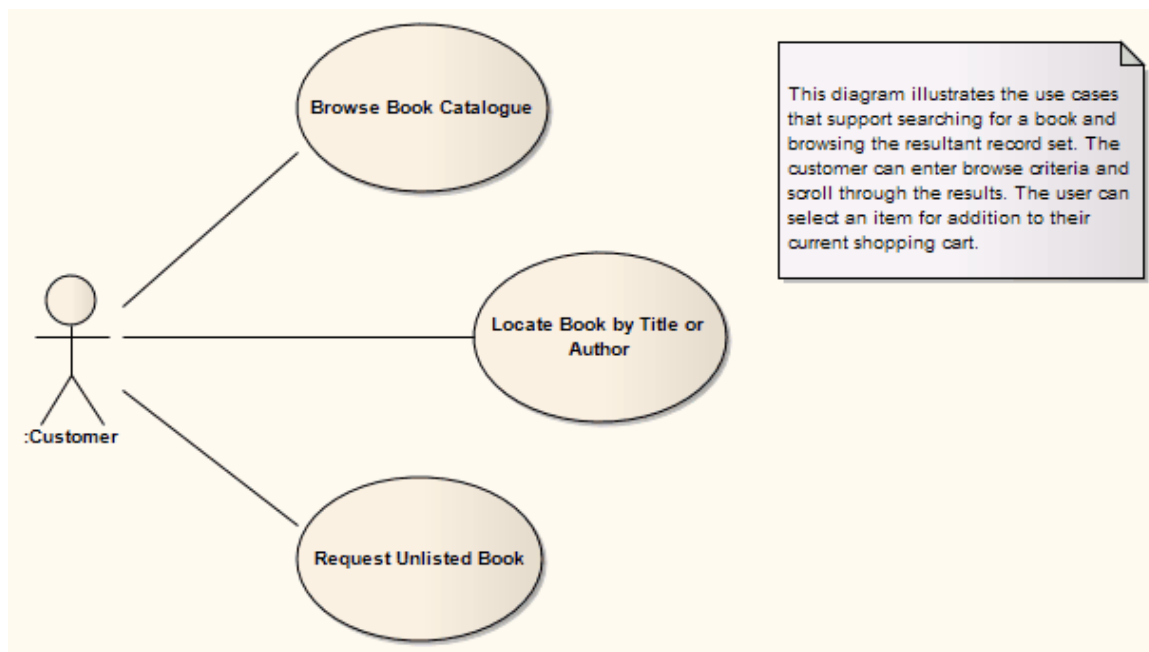 Browse Book Catalogue
This diagram illustrates the use cases
that support searching for a book and
browsing the resultant record set. The
customer can enter browse criteria and
scroll through the results. The user can
select an item for addition to their
current shopping cart.
Locate Book by Title or
Author
:Customer
Request Unlisted Book